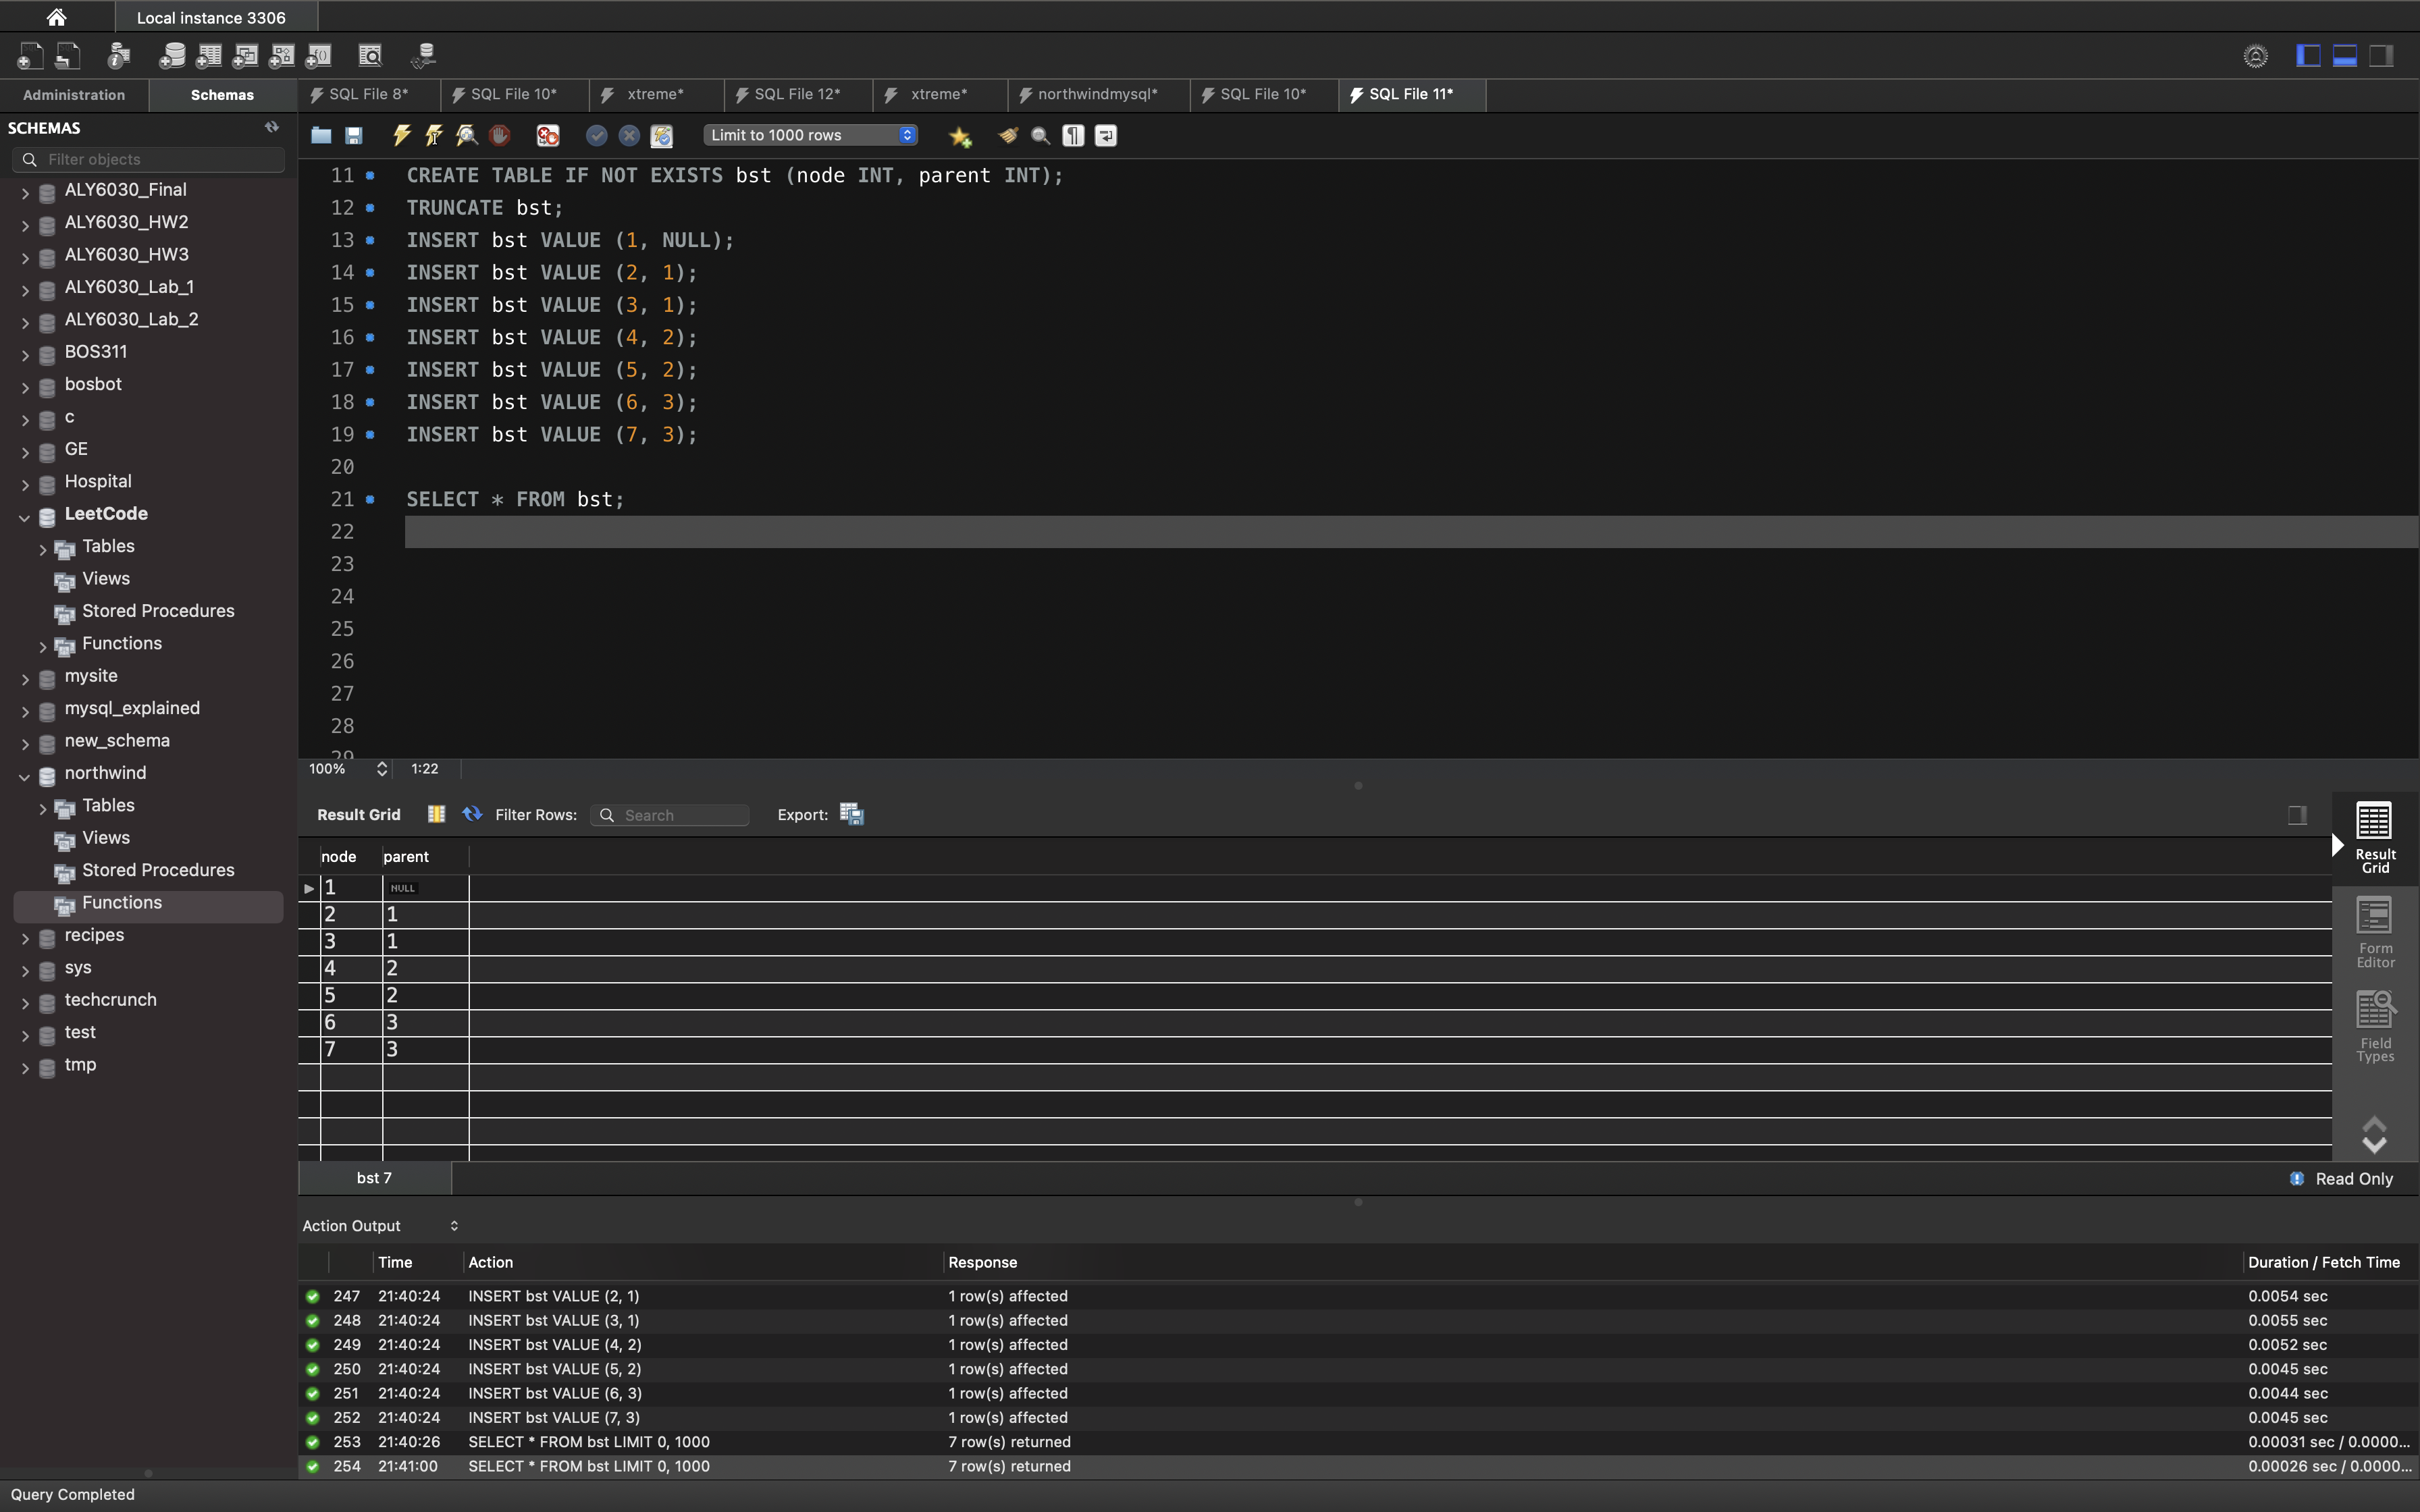 Local instance 3306
Administration
Schemas
SQL File 8*
SQL File 10*
xtreme*
SQL File 12*
xtreme*
northwindmysql*
SQL File 10*
SQL File 11*
SCHEMAS
Filter objects
ALY6030_Final
ALY6030_HW2
ALY6030_HW3
ALY6030_Lab_1
ALY6030_Lab_2
BOS311
bosbot
c
GE
Hospital
LeetCode
Tables
Views
Stored Procedures
Functions
mysite
mysql_explained
new_schema
northwind
Tables
Views
Stored Procedures
Functions
recipes
sys
techcrunch
test
tmp
Limit to 1000 rows
11 CREATE TABLE IF NOT EXISTS bst (node INT, parent INT);
12 TRUNCATE bst;
13 INSERT bst VALUE (1, NULL);
14 INSERT bst VALUE (2, 1);
15 INSERT bst VALUE (3, 1);
16 INSERT bst VALUE (4, 2);
17 INSERT bst VALUE (5, 2);
18 INSERT bst VALUE (6, 3);
19 INSERT bst VALUE (7, 3);
20
21 SELECT * FROM bst;
22
23
24
25
26
27
28
29
100% 1:22
Result Grid Filter Rows: Search Export:
node parent
1 NULL
2 1
3 1
4 2
5 2
6 3
7 3
Result
Grid
Form
Editor
Field
Types
bst 7
Read Only
Action Output
Time Action Response Duration / Fetch Time
247 21:40:24 INSERT bst VALUE (2, 1) 1 row(s) affected 0.0054 sec
248 21:40:24 INSERT bst VALUE (3, 1) 1 row(s) affected 0.0055 sec
249 21:40:24 INSERT bst VALUE (4, 2) 1 row(s) affected 0.0052 sec
250 21:40:24 INSERT bst VALUE (5, 2) 1 row(s) affected 0.0045 sec
251 21:40:24 INSERT bst VALUE (6, 3) 1 row(s) affected 0.0044 sec
252 21:40:24 INSERT bst VALUE (7, 3) 1 row(s) affected 0.0045 sec
253 21:40:26 SELECT * FROM bst LIMIT 0, 1000 7 row(s) returned 0.00031 sec / 0.0000...
254 21:41:00 SELECT * FROM bst LIMIT 0, 1000 7 row(s) returned 0.00026 sec / 0.0000...
Query Completed